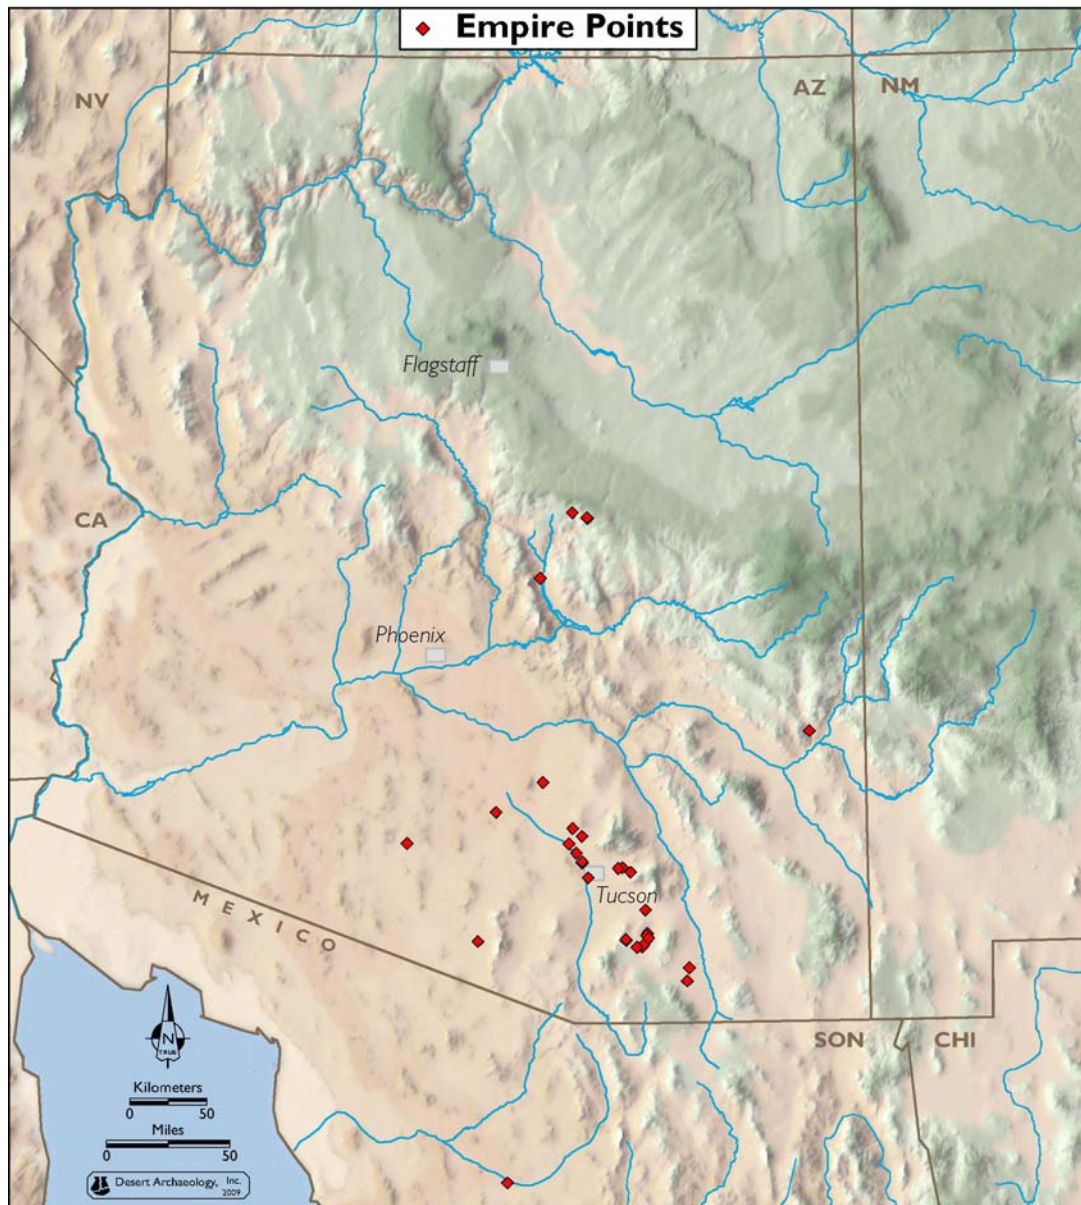 Empire Points
NV
AZ
NM
Flagstaff
CA
Phoenix
Tucson
MEXICO
N
TRUE
SON
CHI
Kilometers
0 50
Miles
0 50
Desert Archaeology, Inc.
2009